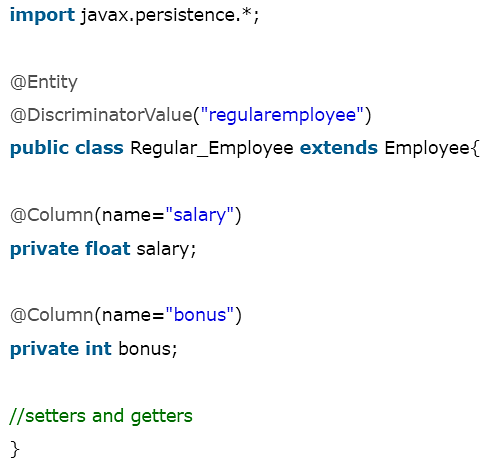 import javax.persistence.*;
@Entity
@DiscriminatorValue("regularemployee")
public class Regular_Employee extends Employee{
@Column(name="salary")
private float salary;
@Column(name="bonus")
private int bonus;
//setters and getters
}